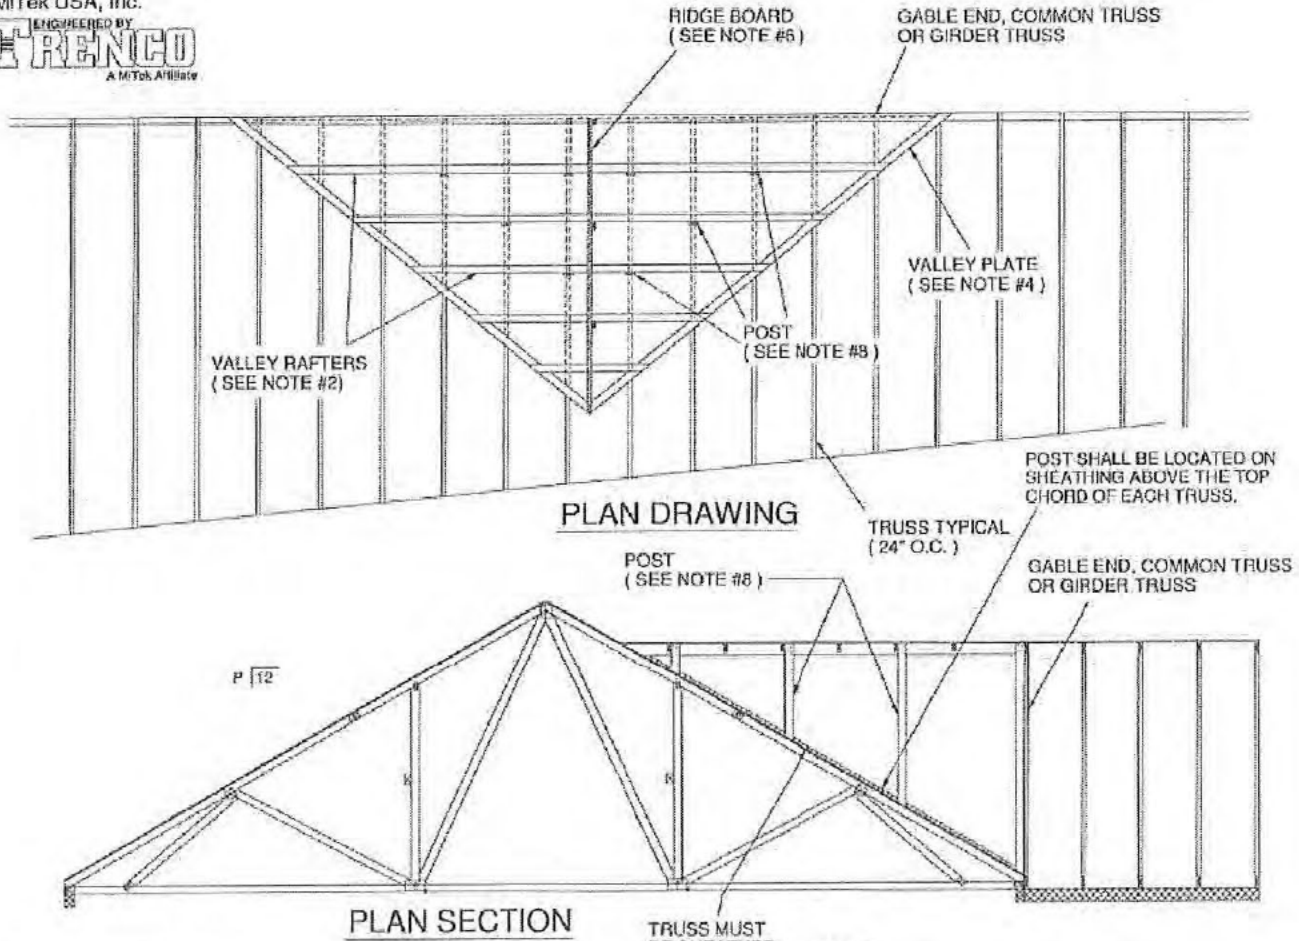 MiTek USA, Inc.
ENGINEERED BY
TRENCO
A MiTek Affiliate
RIDGE BOARD
( SEE NOTE #6 )
GABLE END, COMMON TRUSS
OR GIRDER TRUSS
VALLEY PLATE
( SEE NOTE #4 )
POST
( SEE NOTE #8 )
VALLEY RAFTERS
( SEE NOTE #2)
POST SHALL BE LOCATED ON
SHEATHING ABOVE THE TOP
CHORD OF EACH TRUSS.
PLAN DRAWING
TRUSS TYPICAL
( 24" O.C. )
POST
( SEE NOTE #8 )
GABLE END, COMMON TRUSS
OR GIRDER TRUSS
P 12
PLAN SECTION
TRUSS MUST